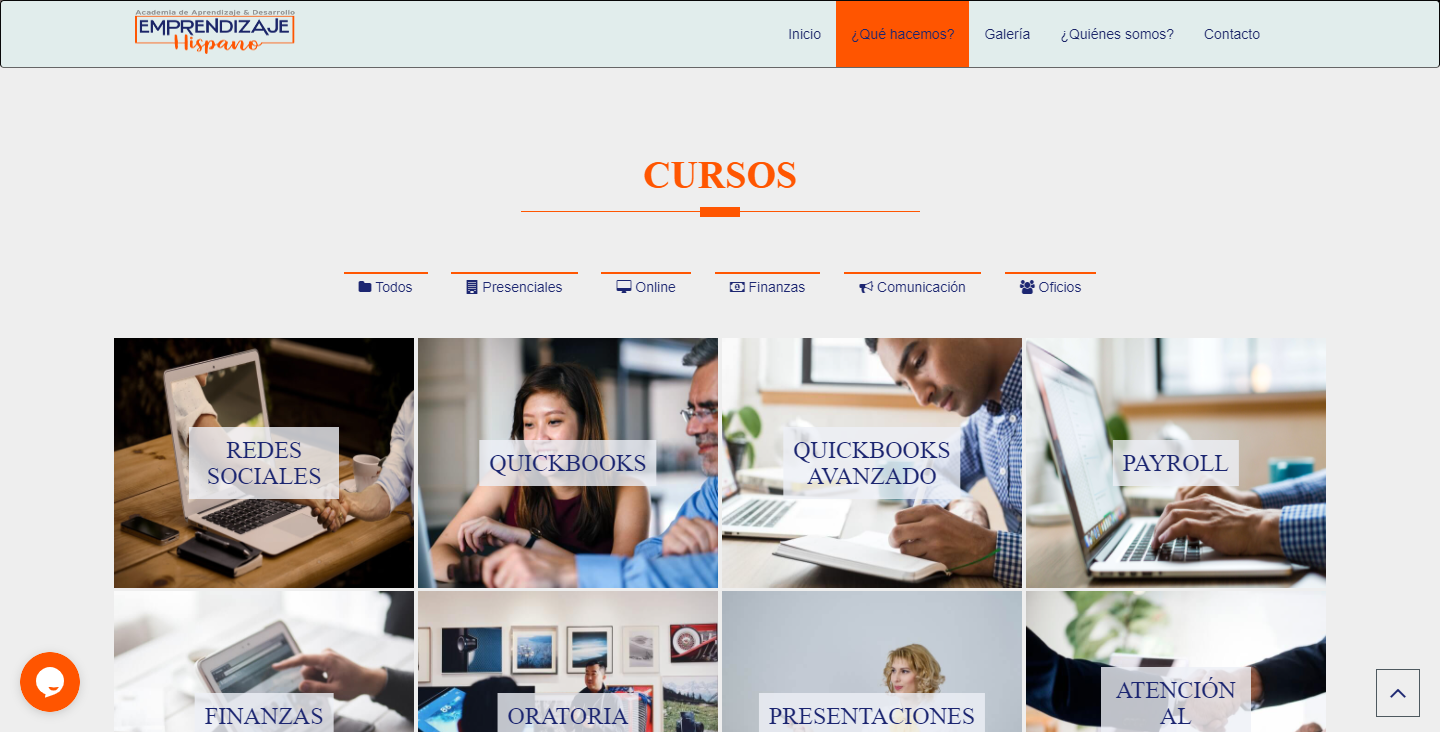 Academia de Aprendizaje & Desarrollo
EMPRENDIZAJE
Hispano
Inicio
¿Qué hacemos?
Galería
¿Quiénes somos?
Contacto
CURSOS
Todos
Presenciales
Online
Finanzas
Comunicación
Oficios
REDES
SOCIALES
QUICKBOOKS
QUICKBOOKS
AVANZADO
PAYROLL
FINANZAS
ORATORIA
PRESENTACIONES
ATENCIÓN
AL